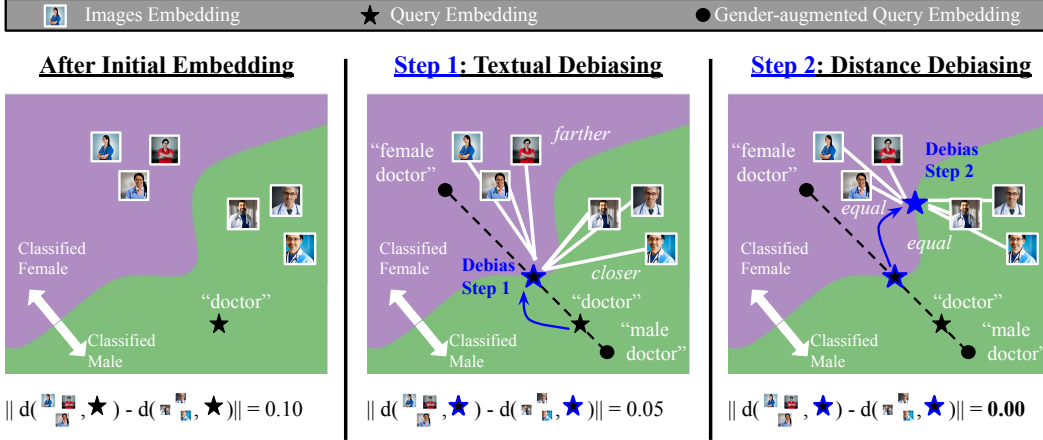 Images Embedding
Query Embedding
Gender-augmented Query Embedding
After Initial Embedding
Classified
Female
"doctor"
Classified
Male
|| d( , ) - d( , )|| = 0.10
Step 1: Textual Debiasing
"female
doctor"
farther
Classified
Female
Debias
Step 1
closer
"doctor"
"male
doctor"
Classified
Male
|| d( , ) - d( , )|| = 0.05
Step 2: Distance Debiasing
"female
doctor"
Debias
Step 2
equal
equal
Classified
Female
"doctor"
"male
doctor"
Classified
Male
|| d( , ) - d( , )|| = 0.00